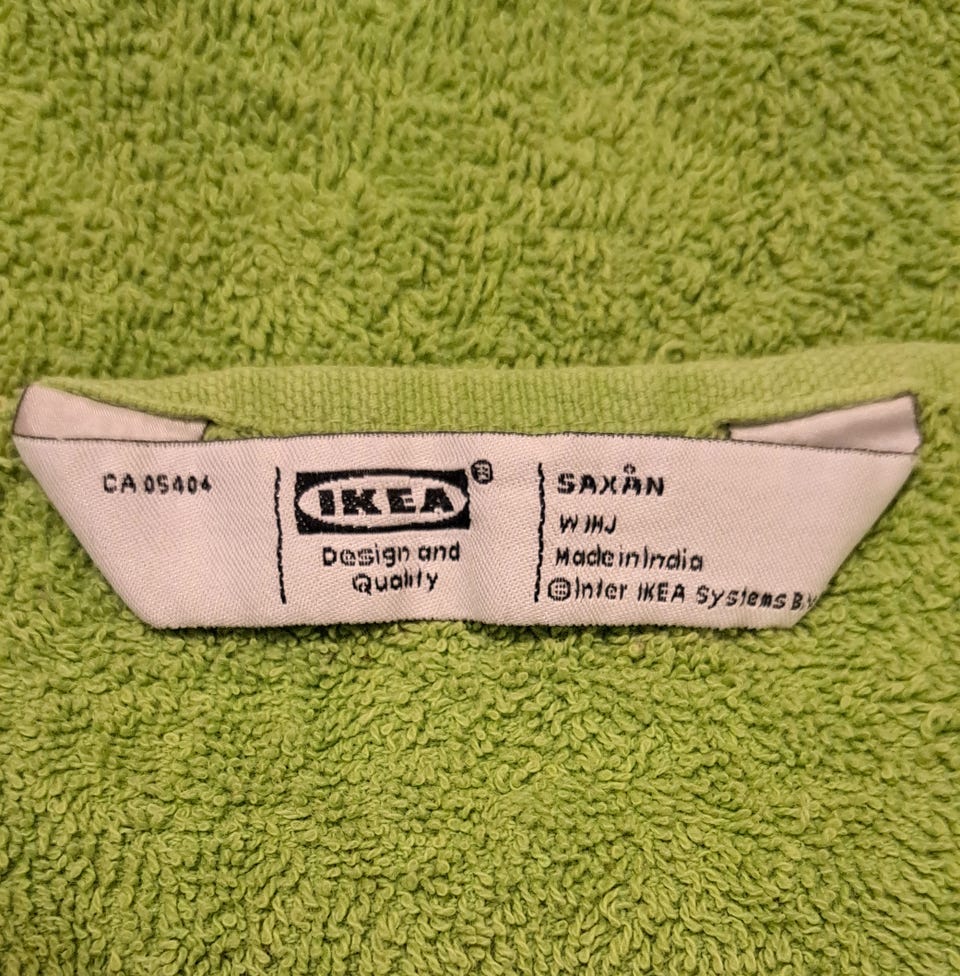 CA 05404
IKEA®
Design and
Quality
SAXÅN
WIHJ
Made in India
©Inter IKEA Systems B.V